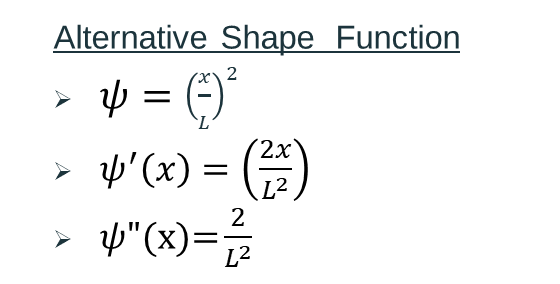 Alternative Shape Function
➢ ψ = (x/L)²
➢ ψ′(x) = (2x/L²)
➢ ψ"(x)=2/L²